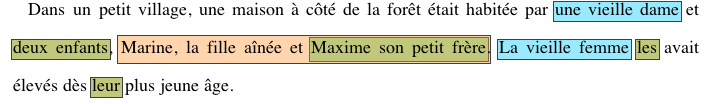 Dans un petit village, une maison à côté de la forêt était habitée par une vieille dame et
deux enfants, Marine, la fille aînée et Maxime son petit frère. La vieille femme les avait
élevés dès leur plus jeune âge.